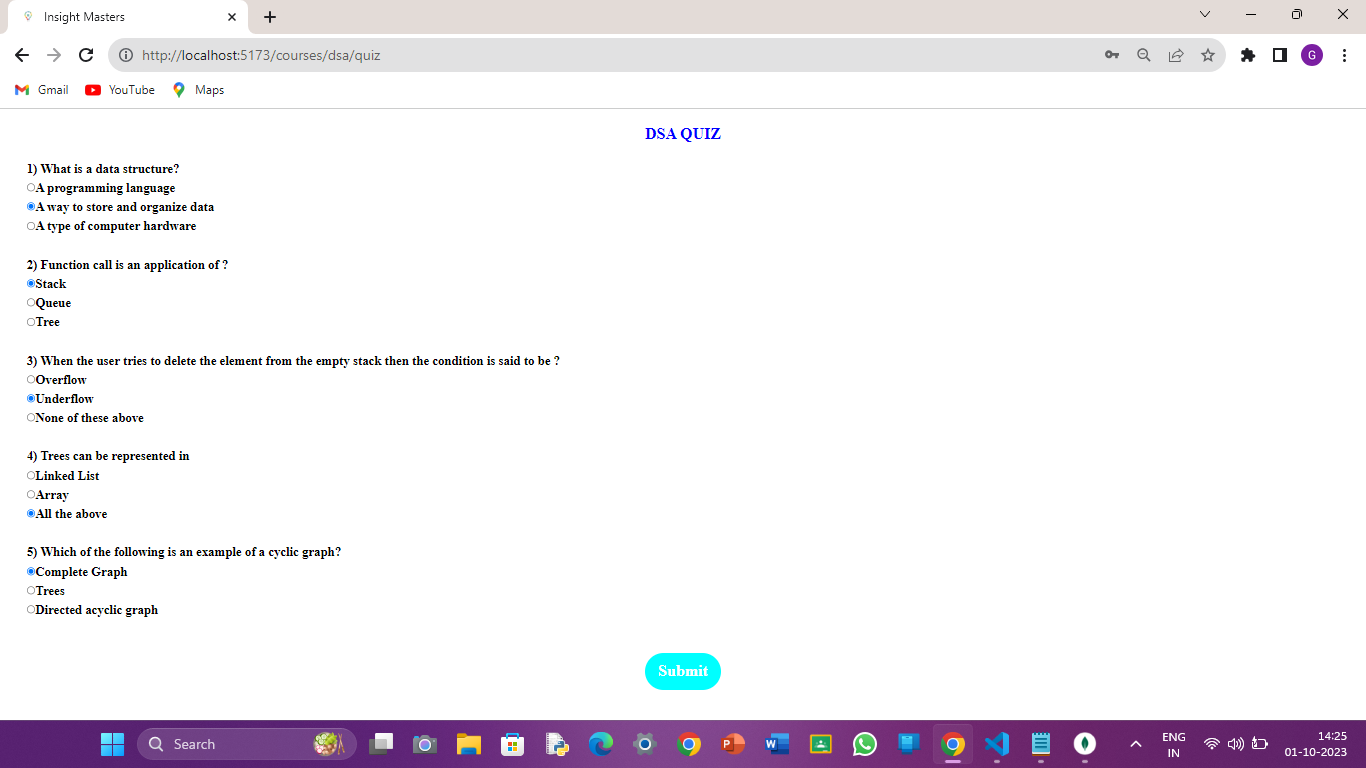 Insight Masters
http://localhost:5173/courses/dsa/quiz
G
Gmail YouTube Maps
DSA QUIZ
1) What is a data structure?
A programming language
A way to store and organize data
A type of computer hardware
2) Function call is an application of ?
Stack
Queue
Tree
3) When the user tries to delete the element from the empty stack then the condition is said to be ?
Overflow
Underflow
None of these above
4) Trees can be represented in
Linked List
Array
All the above
5) Which of the following is an example of a cyclic graph?
Complete Graph
Trees
Directed acyclic graph
Submit
Search
ENG
IN
14:25
01-10-2023